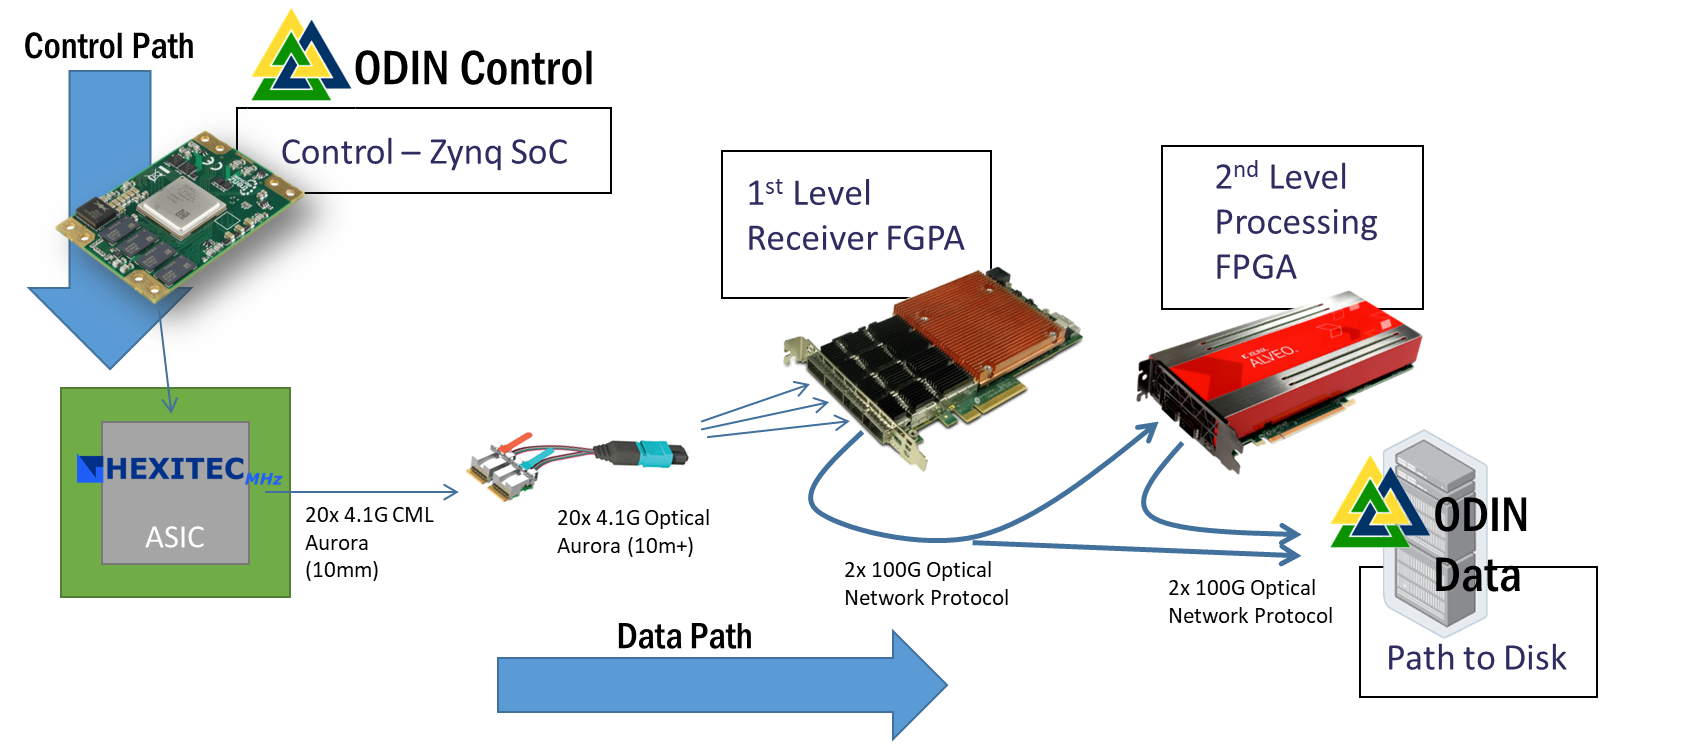 Control Path
ODIN Control
Control – Zynq SoC
1st Level
Receiver FGPA
2nd Level
Processing
FPGA
XILINX
ALVEO
HEXITEC MHz
ASIC
20x 4.1G CML
Aurora
(10mm)
20x 4.1G Optical
Aurora (10m+)
2x 100G Optical
Network Protocol
2x 100G Optical
Network Protocol
ODIN
Data
Path to Disk
Data Path